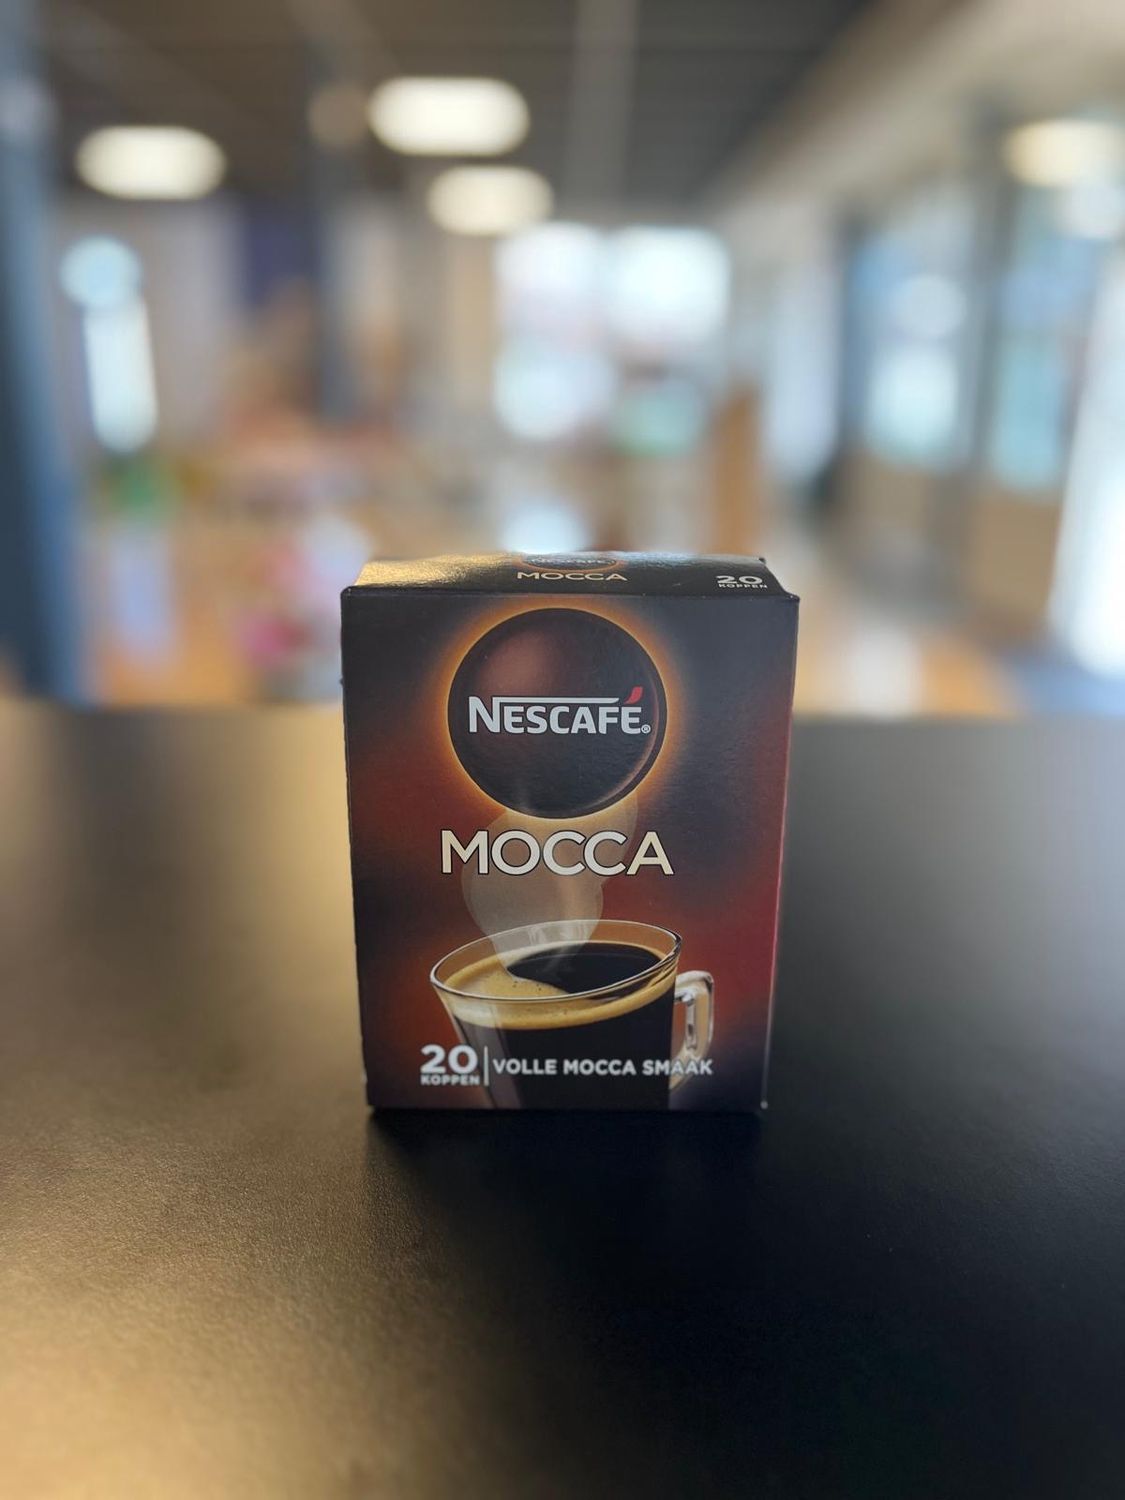 MOCCA
20
KOPPEN
NESCAFÉ®
MOCCA
20
KOPPEN
VOLLE MOCCA SMAAK